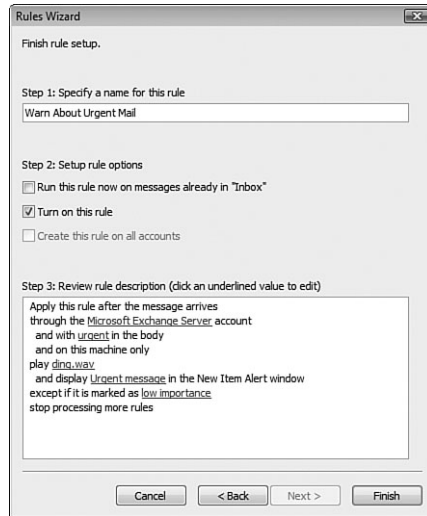 Rules Wizard
Finish rule setup.
Step 1: Specify a name for this rule
Warn About Urgent Mail
Step 2: Setup rule options
Run this rule now on messages already in "Inbox"
Turn on this rule
Create this rule on all accounts
Step 3: Review rule description (click an underlined value to edit)
Apply this rule after the message arrives
through the Microsoft Exchange Server account
and with urgent in the body
and on this machine only
play ding.wav
and display Urgent message in the New Item Alert window
except if it is marked as low importance
stop processing more rules
Cancel < Back Next > Finish